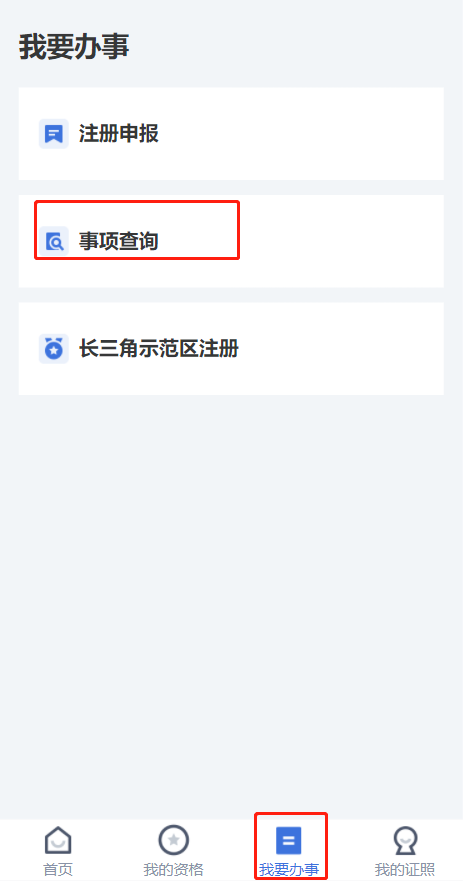 我要办事
注册申报
事项查询
长三角示范区注册
首页
我的资格
我要办事
我的证照